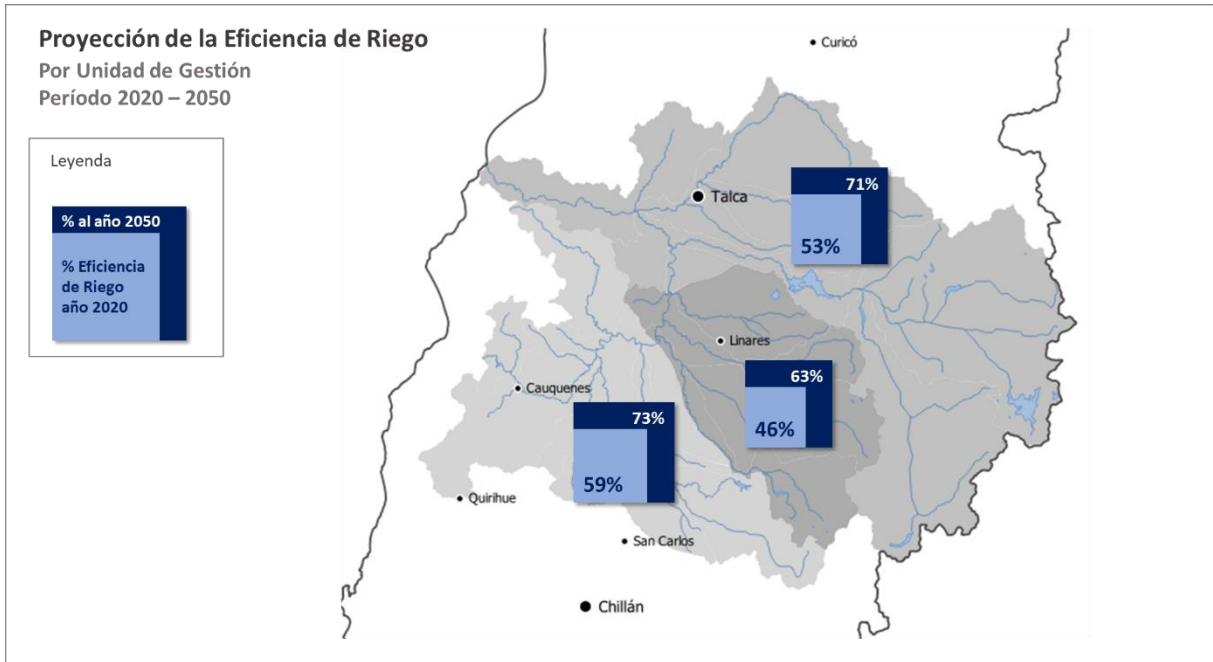 Proyección de la Eficiencia de Riego
Por Unidad de Gestión
Período 2020 – 2050
Leyenda
% al año 2050
% Eficiencia
de Riego
año 2020
Curicó
Talca
71%
53%
Linares
63%
46%
Cauquenes
73%
59%
Quirihue
San Carlos
Chillán